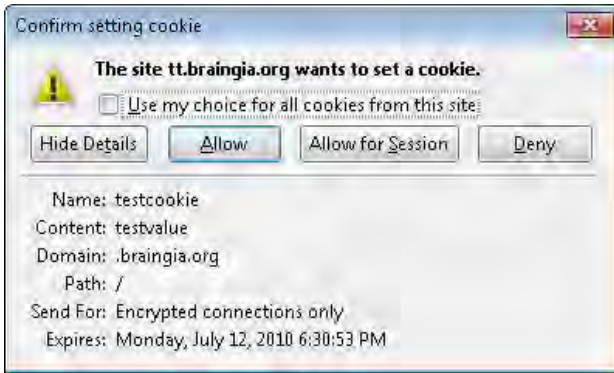 Confirm setting cookie
The site tt.braingia.org wants to set a cookie.
Use my choice for all cookies from this site
Hide Details Allow Allow for Session Deny
Name: testcookie
Content: testvalue
Domain: .braingia.org
Path: /
Send For: Encrypted connections only
Expires: Monday, July 12, 2010 6:30:53 PM